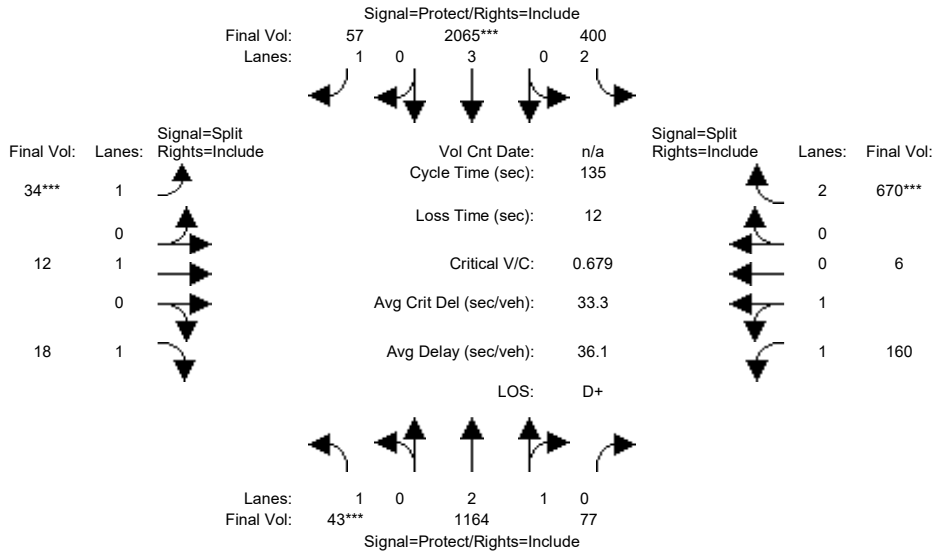 Signal=Protect/Rights=Include
Final Vol: 57 2065*** 400
Lanes: 1 0 3 0 2
Signal=Split Signal=Split
Final Vol: Lanes: Rights=Include Vol Cnt Date: n/a Rights=Include Lanes: Final Vol:
Cycle Time (sec): 135
34*** 1 2 670***
Loss Time (sec): 12
0 0
12 1 Critical V/C: 0.679 0 6
0 Avg Crit Del (sec/veh): 33.3 1
18 1 Avg Delay (sec/veh): 36.1 1 160
LOS: D+
Lanes: 1 0 2 1 0
Final Vol: 43*** 1164 77
Signal=Protect/Rights=Include